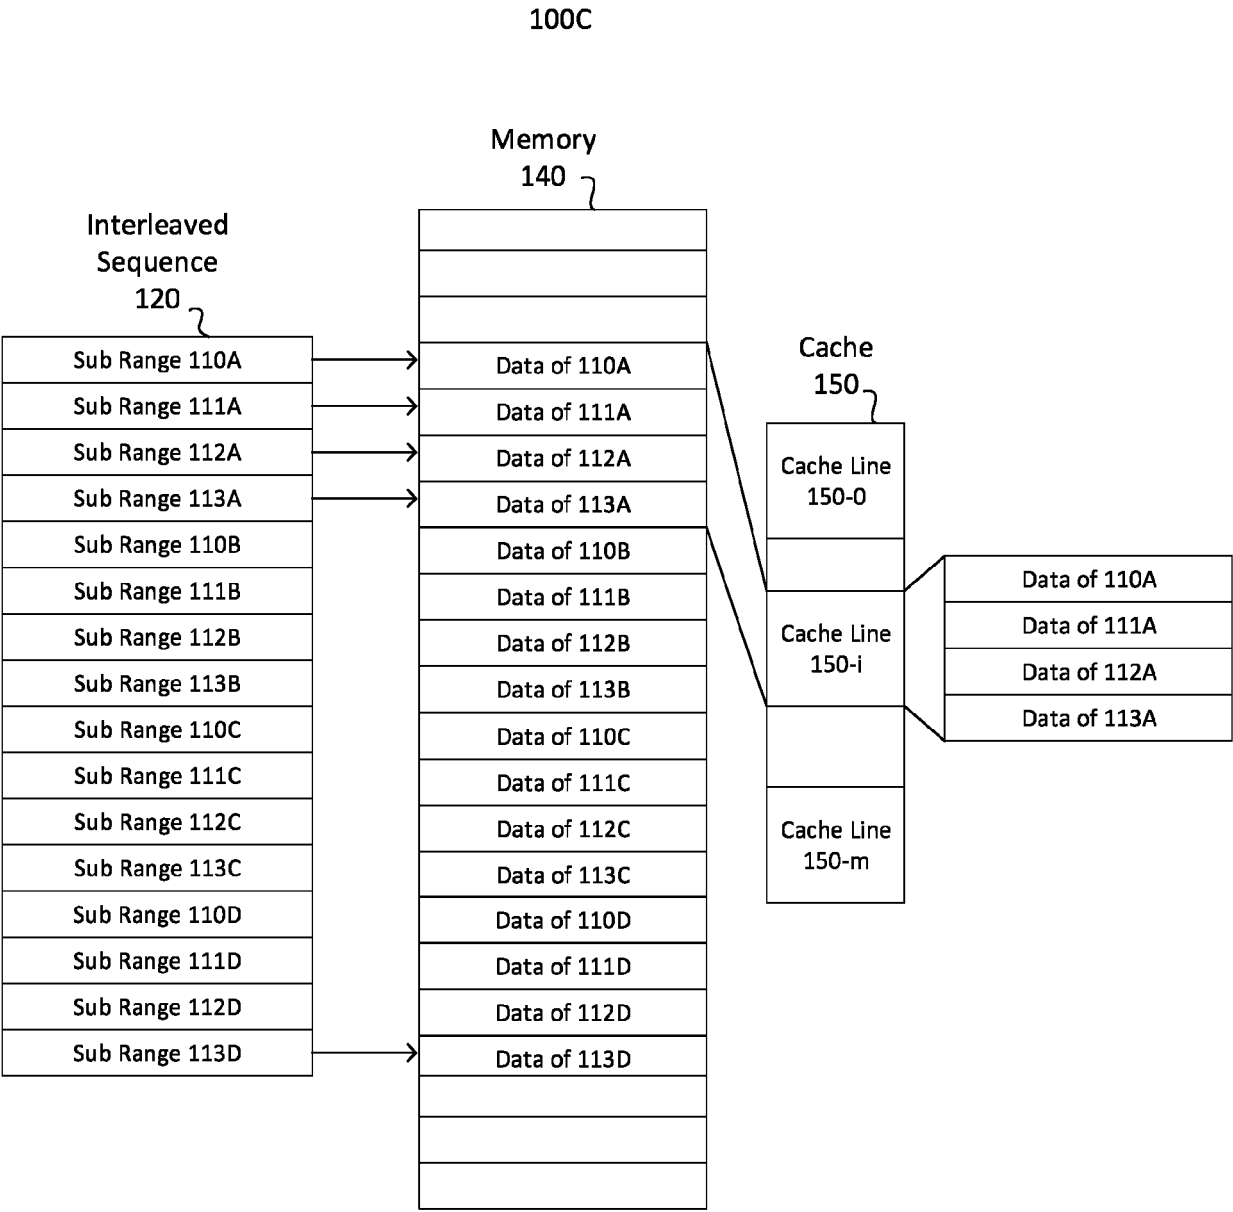 100C
Memory
140
Interleaved
Sequence
120
Sub Range 110A
Sub Range 111A
Sub Range 112A
Sub Range 113A
Sub Range 110B
Sub Range 111B
Sub Range 112B
Sub Range 113B
Sub Range 110C
Sub Range 111C
Sub Range 112C
Sub Range 113C
Sub Range 110D
Sub Range 111D
Sub Range 112D
Sub Range 113D
Data of 110A
Data of 111A
Data of 112A
Data of 113A
Data of 110B
Data of 111B
Data of 112B
Data of 113B
Data of 110C
Data of 111C
Data of 112C
Data of 113C
Data of 110D
Data of 111D
Data of 112D
Data of 113D
Cache
150
Cache Line
150-0
Cache Line
150-i
Cache Line
150-m
Data of 110A
Data of 111A
Data of 112A
Data of 113A